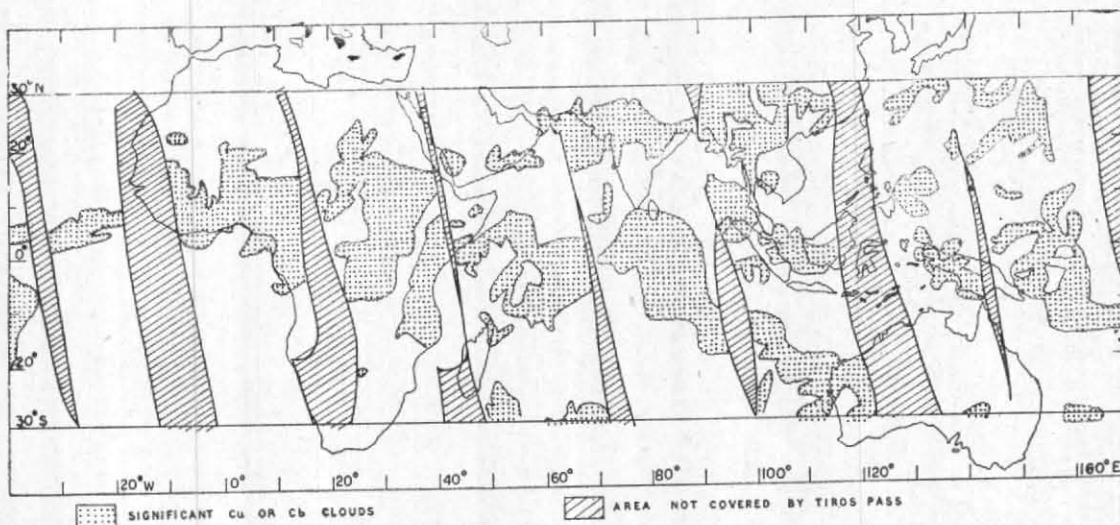 30°N
20°
0°
20°
30°S
20°W 0° 20° 40° 60° 80° 100° 120° 160°E
SIGNIFICANT Cu OR Cb CLOUDS
AREA NOT COVERED BY TIROS PASS